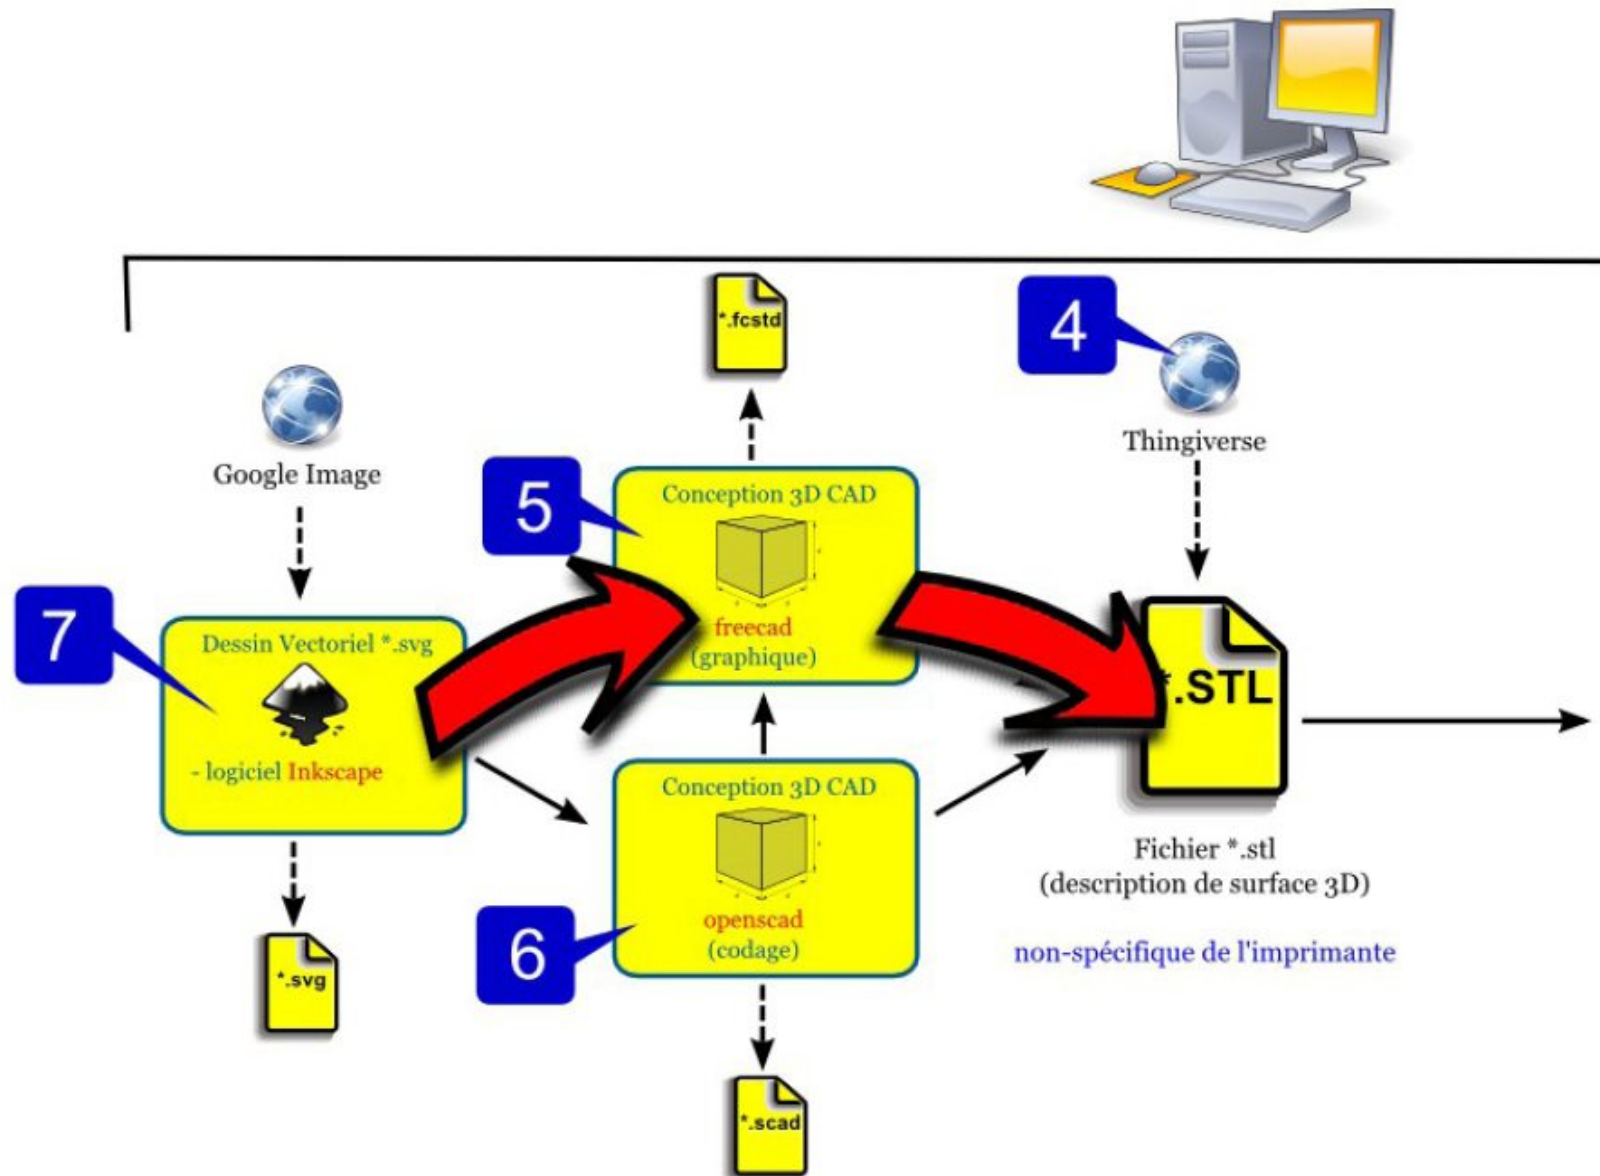 *.fcstd
4
Google Image
Thingiverse
5
Conception 3D CAD
freecad
(graphique)
7
Dessin Vectoriel *.svg
- logiciel Inkscape
*.STL
Conception 3D CAD
openscad
(codage)
6
Fichier *.stl
(description de surface 3D)
non-spécifique de l'imprimante
*.svg
*.scad